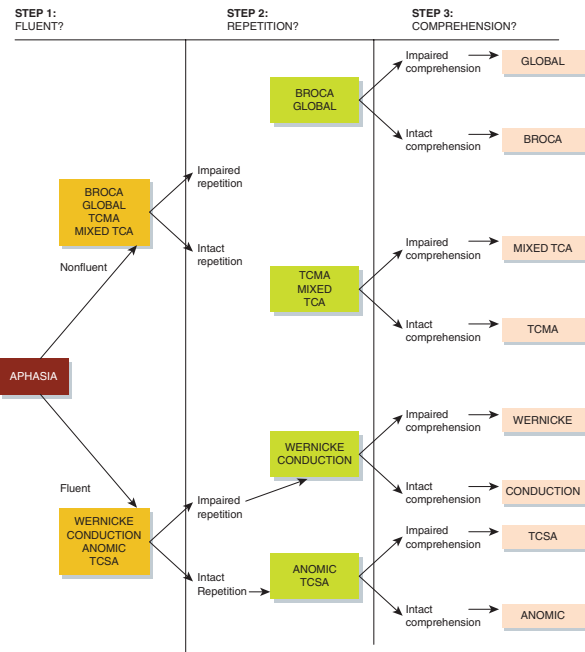 STEP 1:
FLUENT?
STEP 2:
REPETITION?
STEP 3:
COMPREHENSION?
APHASIA
Nonfluent
Fluent
BROCA
GLOBAL
TCMA
MIXED TCA
WERNICKE
CONDUCTION
ANOMIC
TCSA
Impaired
repetition
Intact
repetition
Impaired
repetition
Intact
Repetition
BROCA
GLOBAL
TCMA
MIXED
TCA
WERNICKE
CONDUCTION
ANOMIC
TCSA
Impaired
comprehension
GLOBAL
Intact
comprehension
BROCA
Impaired
comprehension
MIXED TCA
Intact
comprehension
TCMA
Impaired
comprehension
WERNICKE
Intact
comprehension
CONDUCTION
Impaired
comprehension
TCSA
Intact
comprehension
ANOMIC